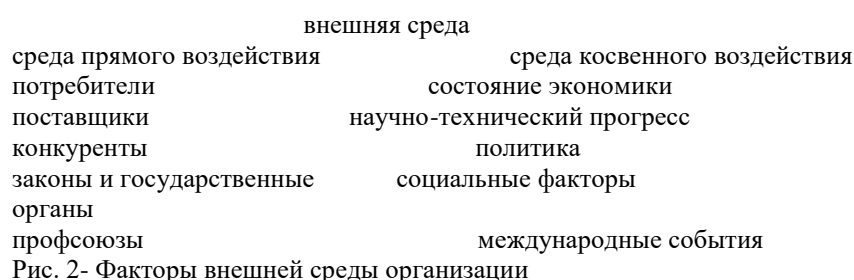 внешняя среда
среда прямого воздействия среда косвенного воздействия
потребители состояние экономики
поставщики научно-технический прогресс
конкуренты политика
законы и государственные социальные факторы
органы
профсоюзы международные события
Рис. 2- Факторы внешней среды организации